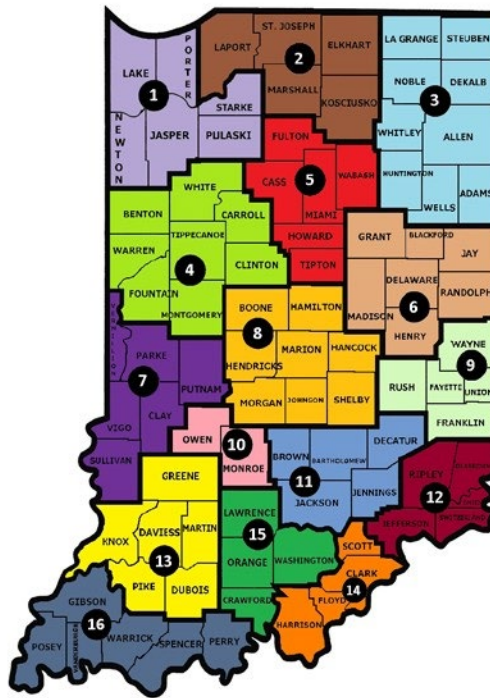 LAPORT
ST. JOSEPH
ELKHART
2
MARSHALL
KOSCIUSKO
LA GRANGE
STEUBEN
NOBLE
DEKALB
3
WHITLEY
ALLEN
HUNTINGTON
WELLS
ADAMS
LAKE
PORTER
1
NEWTON
JASPER
STARKE
PULASKI
FULTON
CASS
5
WABASH
MIAMI
HOWARD
TIPTON
WHITE
BENTON
CARROLL
TIPPECANOE
WARREN
4
CLINTON
FOUNTAIN
MONTGOMERY
GRANT
BLACKFORD
JAY
DELAWARE
6
RANDOLPH
MADISON
HENRY
BOONE
HAMILTON
8
MARION
HANCOCK
HENDRICKS
MORGAN
JOHNSON
SHELBY
PARKE
7
PUTNAM
VIGO
CLAY
SULLIVAN
WAYNE
9
RUSH
FAYETTE
UNION
FRANKLIN
OWEN
10
MONROE
BROWN
BARTHOLOMEW
DECATUR
11
JACKSON
JENNINGS
RIPLEY
12
JEFFERSON
SWITZERLAND
GREENE
KNOX
DAVIESS
MARTIN
13
PIKE
DUBOIS
LAWRENCE
15
ORANGE
WASHINGTON
CRAWFORD
SCOTT
CLARK
14
FLOYD
HARRISON
GIBSON
16
POSEY
VANDERBURGH
WARRICK
SPENCER
PERRY